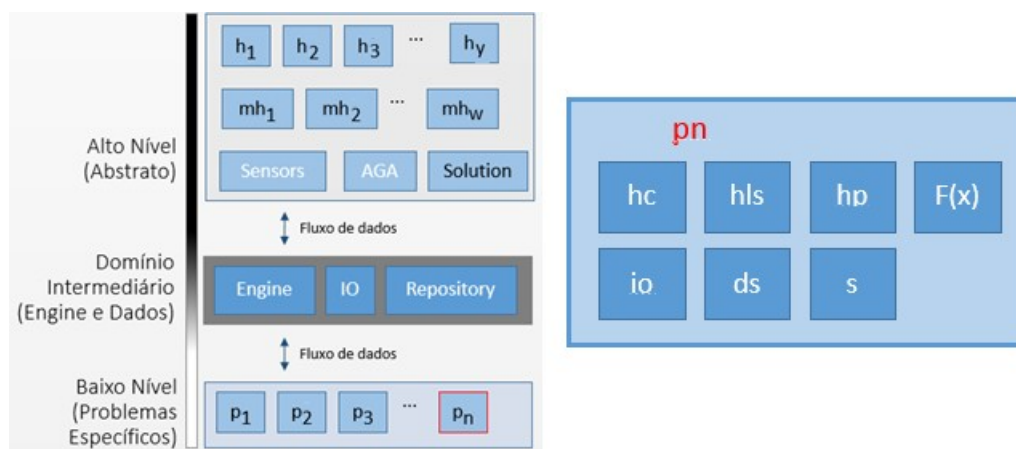 h1 h2 h3 ... hy
mh1 mh2 ... mhw
Alto Nível
(Abstrato)
Sensors AGA Solution
Fluxo de dados
Domínio
Intermediário
(Engine e Dados)
Engine IO Repository
Fluxo de dados
Baixo Nível
(Problemas
Específicos)
p1 p2 p3 ... pn
pn
hc hls hp F(x)
io ds s